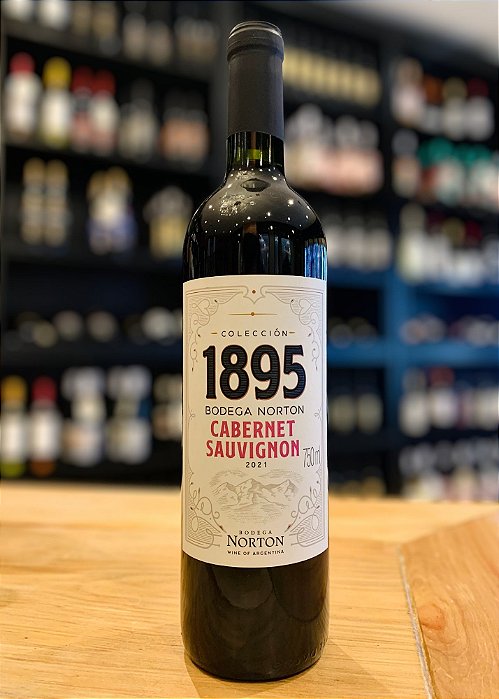 COLECCIÓN
1895
BODEGA NORTON
CABERNET
SAUVIGNON
750ml
2021
BODEGA
NORTON
WINE OF ARGENTINA